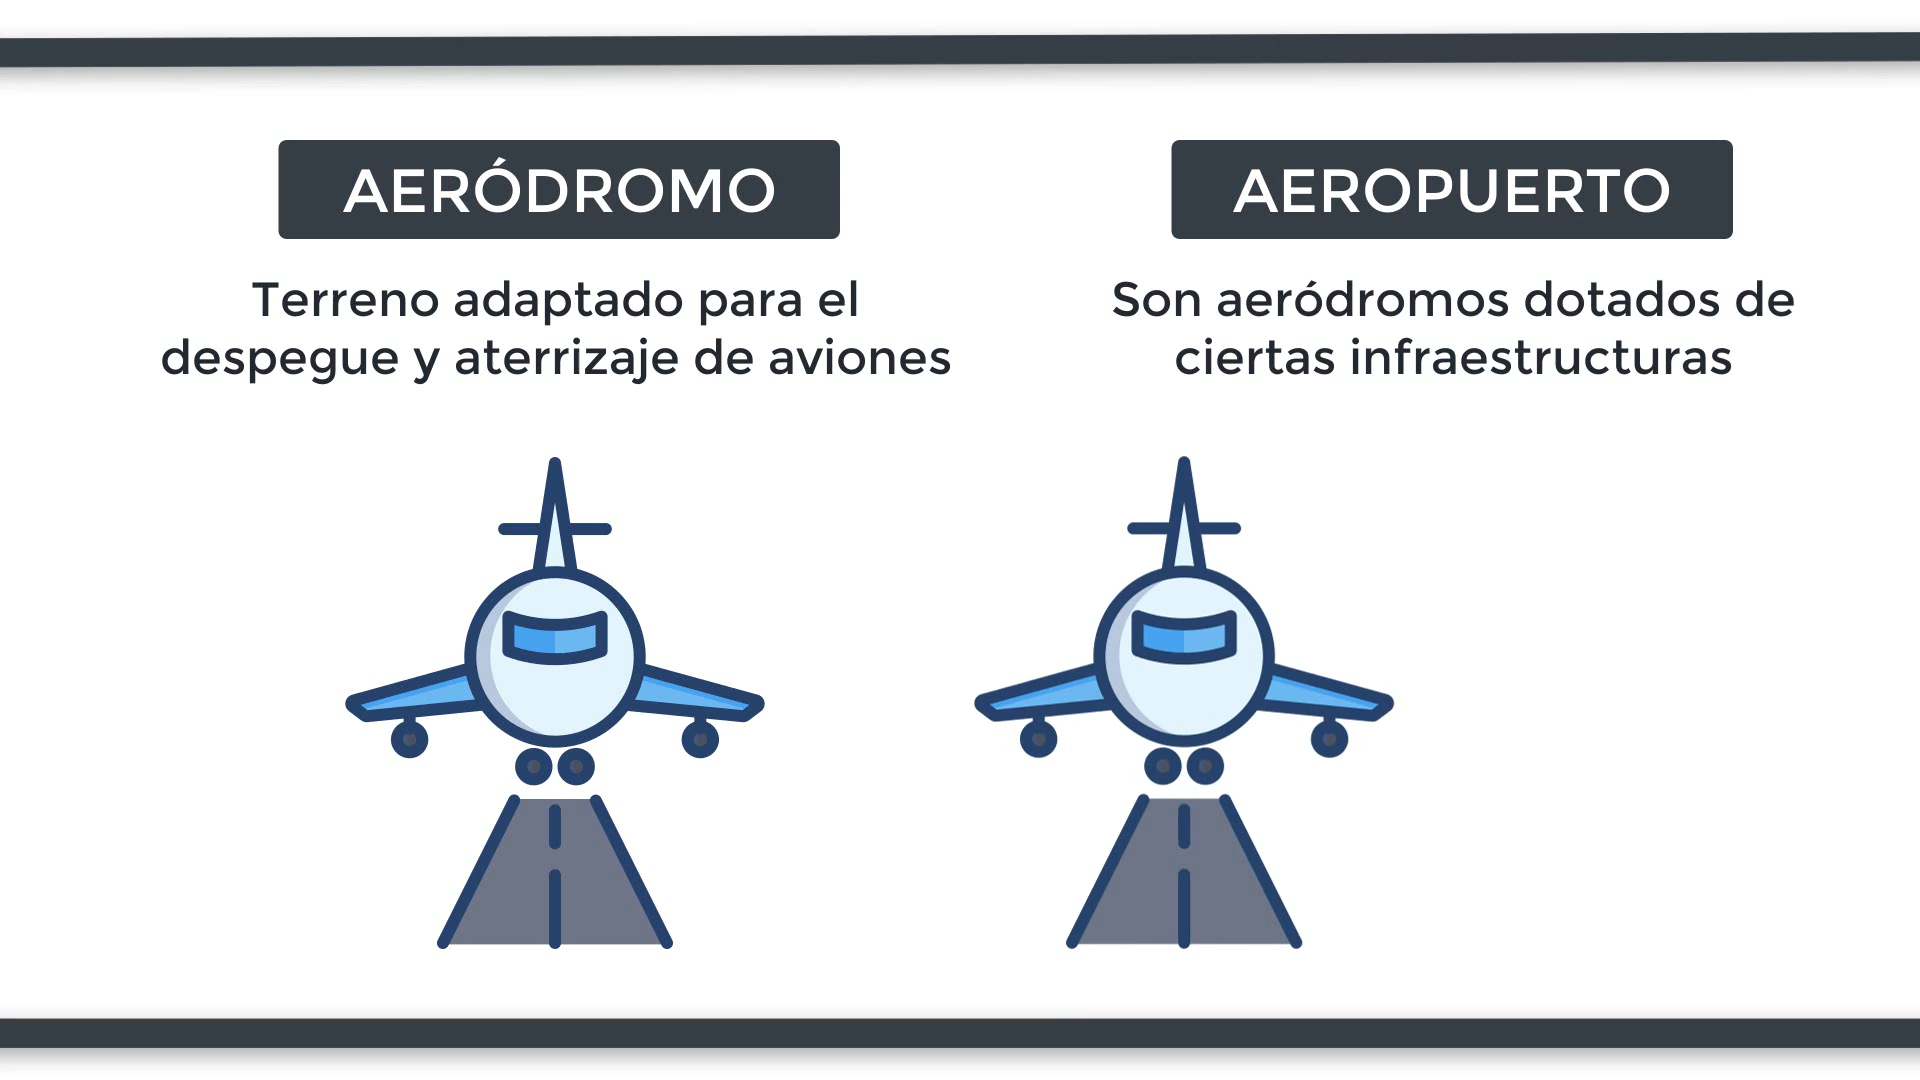 AERÓDROMO
Terreno adaptado para el
despegue y aterrizaje de aviones
AEROPUERTO
Son aeródromos dotados de
ciertas infraestructuras